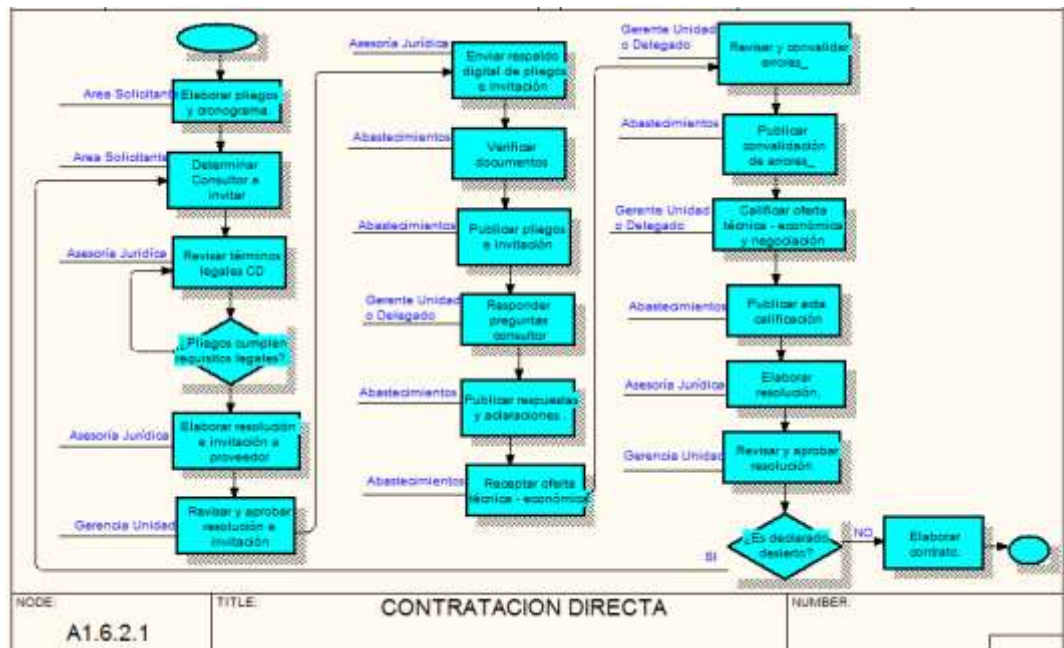 Area Solicitante
Elaborar pliegos
y cronograma.
Area Solicitante
Determinar
Consultor a
invitar
Asesoría Jurídica
Revisar términos
legales CD
¿Pliegos cumplen
requisitos legales?
Asesoría Jurídica
Elaborar resolución
e invitación a
proveedor
Gerencia Unidad
Revisar y aprobar
resolución e
invitación
Asesoría Jurídica
Enviar respaldo
digital de pliegos
e invitación
Abastecimientos
Verificar
documentos
Abastecimientos
Publicar pliegos
e invitación
Gerente Unidad
o Delegado
Responder
preguntas
consultor
Abastecimientos
Publicar respuestas
y aclaraciones.
Abastecimientos
Receptar oferta
técnica - económica
Gerente Unidad
o Delegado
Revisar y convalidar
errores_
Abastecimientos
Publicar
convalidación
de errores_
Gerente Unidad
o Delegado
Calificar oferta
técnica - económica
y negociación
Abastecimientos
Publicar acta
calificación
Asesoría Jurídica
Elaborar
resolución.
Gerencia Unidad
Revisar y aprobar
resolución
¿Es declarado
desierto?
SI
NO
Elaborar
contrato.
NODE:
A1.6.2.1
TITLE:
CONTRATACION DIRECTA
NUMBER: